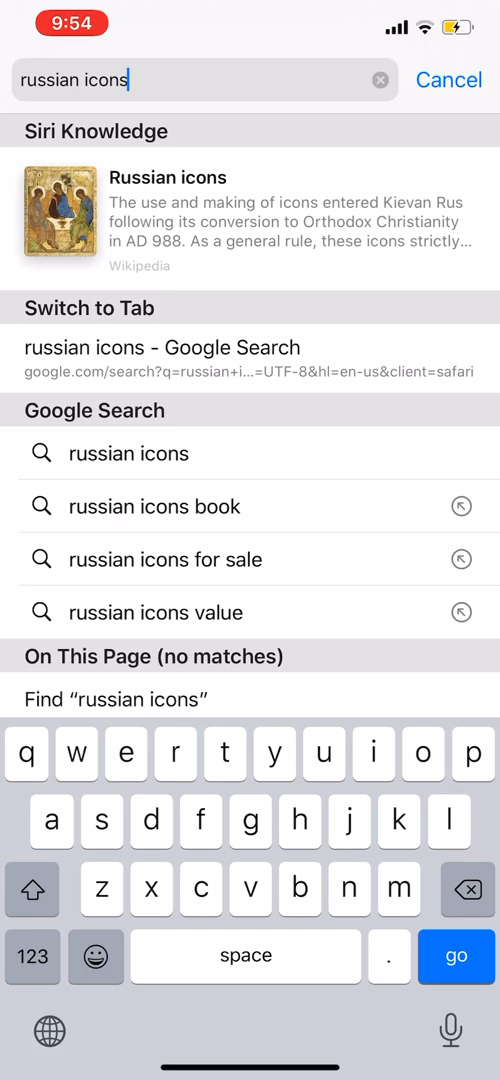 9:54
russian icons
Cancel
Siri Knowledge
Russian icons
The use and making of icons entered Kievan Rus
following its conversion to Orthodox Christianity
in AD 988. As a general rule, these icons strictly...
Wikipedia
Switch to Tab
russian icons - Google Search
google.com/search?q=russian+i...=UTF-8&hl=en-us&client=safari
Google Search
russian icons
russian icons book
russian icons for sale
russian icons value
On This Page (no matches)
Find “russian icons”
q w e r t y u i o p
a s d f g h j k l
z x c v b n m
123 space . go